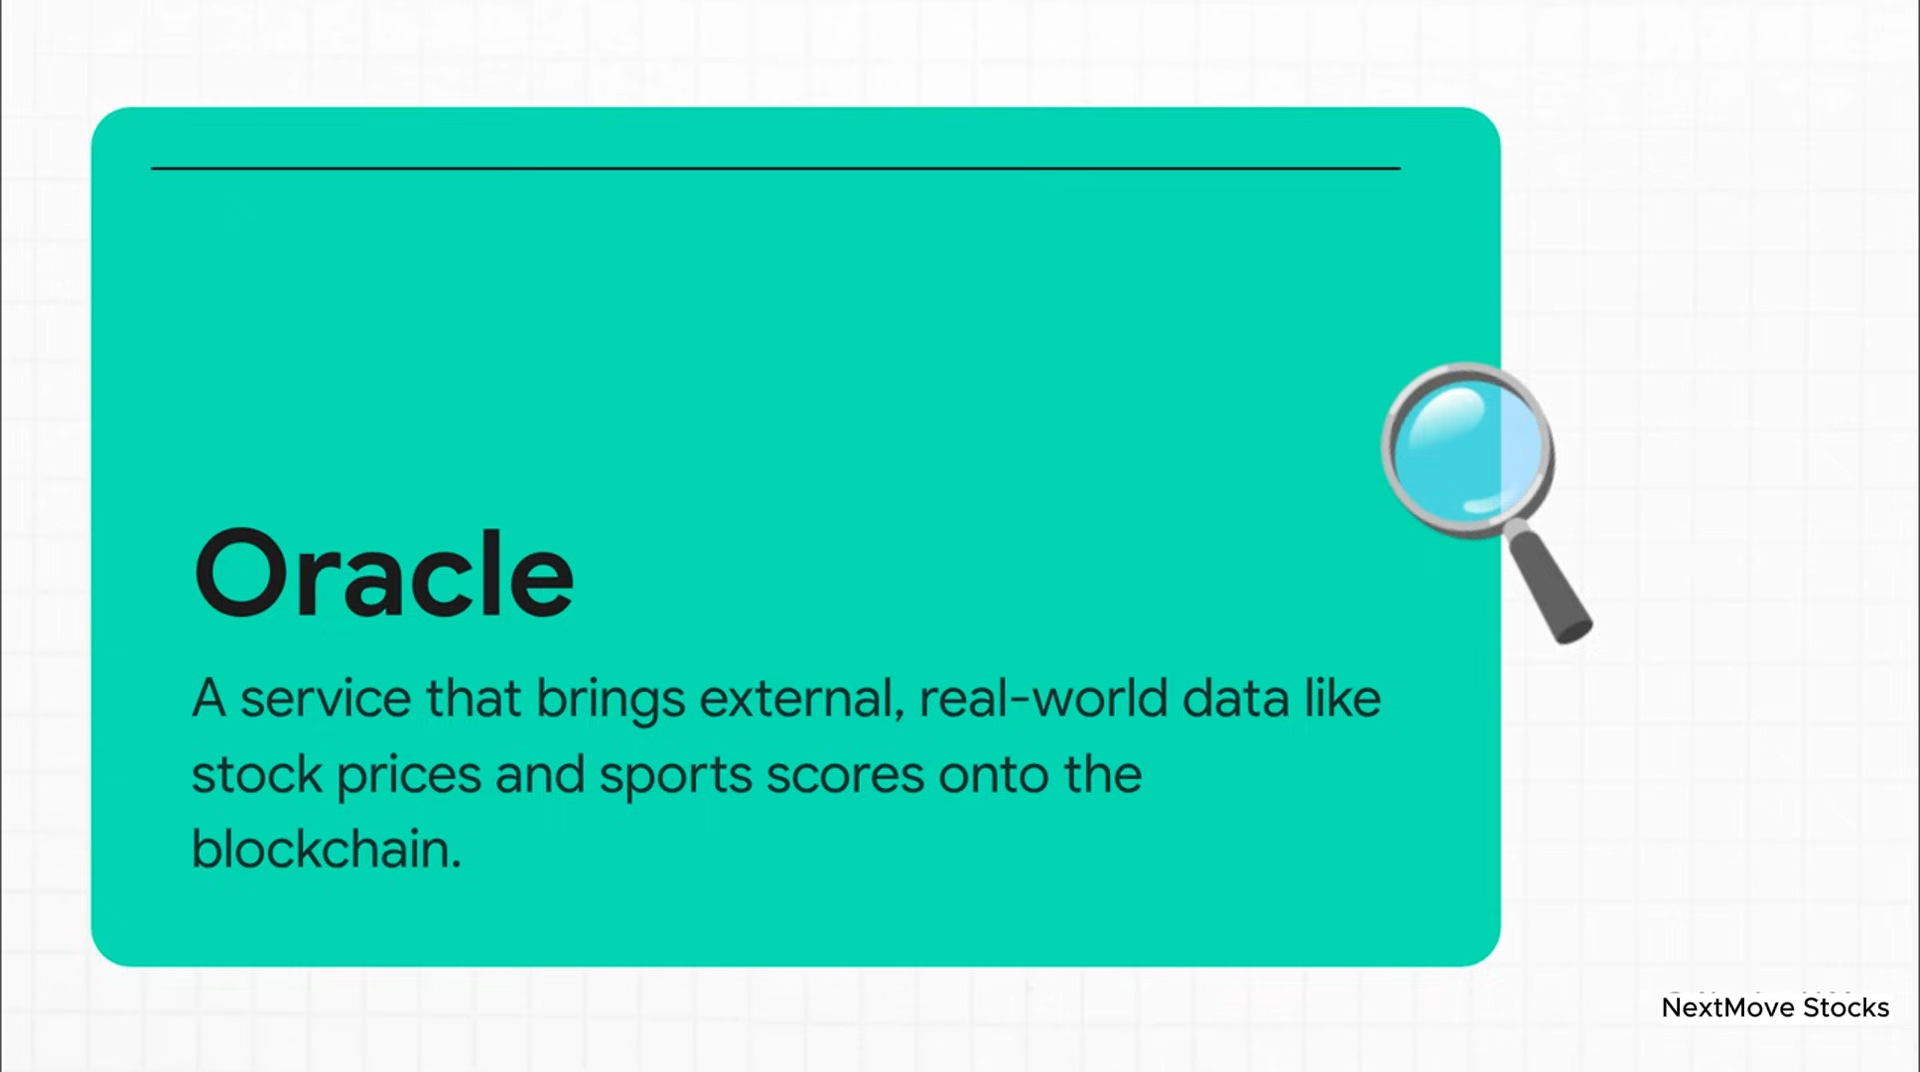 Oracle
A service that brings external, real-world data like
stock prices and sports scores onto the
blockchain.
NextMove Stocks